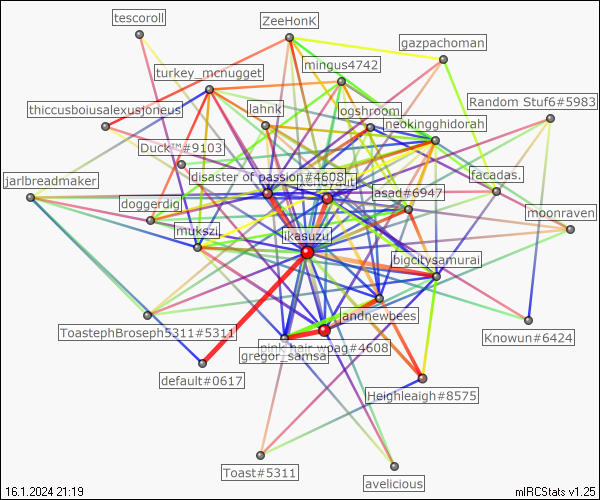 tescoroll
ZeeHonK
gazpachoman
mingus4742
turkey_mcnugget
Random Stuf6#5983
thiccusboiusalexusjoneus
lahnk
ogshroom
neokingghidorah
Duck™#9103
jarlbreadmaker
disaster of passion#4608
facadas.
asad#6947
doggerdig
moonraven
mukszi
ikasuzu
bigcitysamurai
ToastephBroseph5311#5311
landnewbees
Knowun#6424
pink hair wpag#4608
gregor_samsa
default#0617
Heighleaigh#8575
Toast#5311
avelicious
16.1.2024 21:19
mIRCStats v1.25